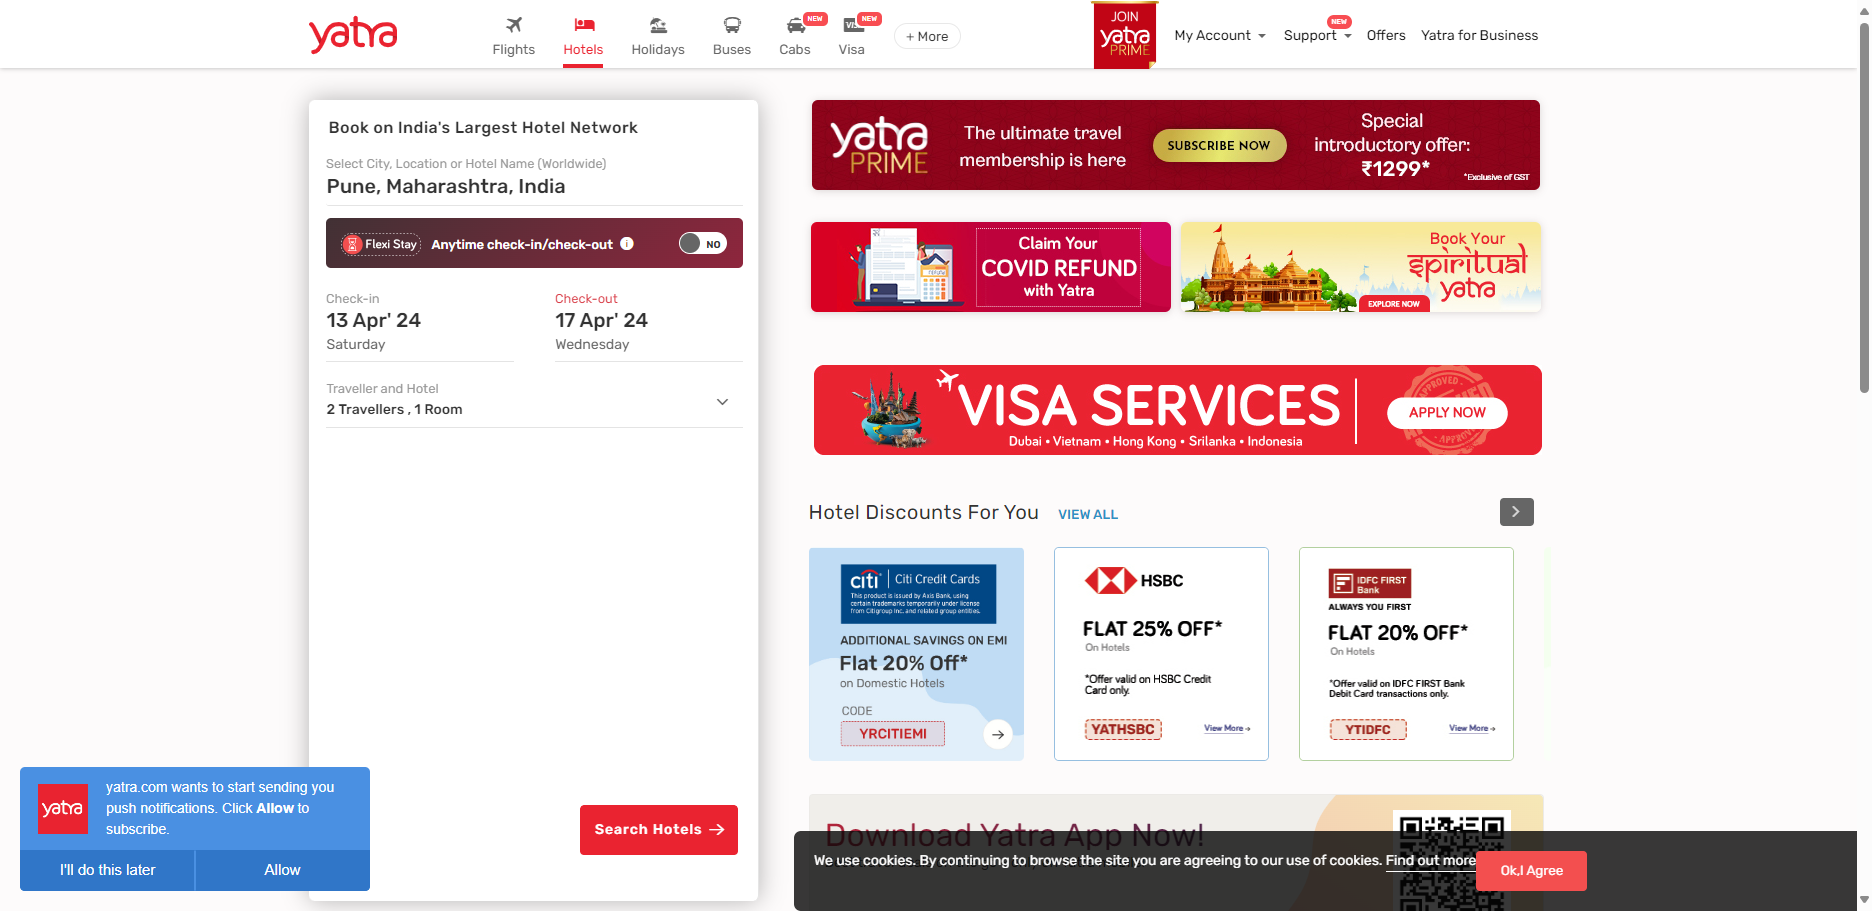 yatra
Flights
Hotels
Holidays
Buses
NEW
Cabs
NEW
Visa
+ More
JOIN
yatra
PRIME
My Account
NEW
Support
Offers
Yatra for Business
Book on India's Largest Hotel Network
Select City, Location or Hotel Name (Worldwide)
Pune, Maharashtra, India
Flexi Stay
Anytime check-in/check-out
NO
Check-in
13 Apr' 24
Saturday
Check-out
17 Apr' 24
Wednesday
Traveller and Hotel
2 Travellers , 1 Room
Search Hotels
yatra
PRIME
The ultimate travel
membership is here
SUBSCRIBE NOW
Special
introductory offer:
₹1299*
*Exclusive of GST
Claim Your
COVID REFUND
with Yatra
Book Your
spiritual
yatra
EXPLORE NOW
VISA SERVICES
Dubai • Vietnam • Hong Kong • Srilanka • Indonesia
APPROVED
APPLY NOW
Hotel Discounts For You
VIEW ALL
citi
Citi Credit Cards
This product is issued by Axis Bank, using
certain trademarks temporarily under license
from Citigroup Inc. and related group entities.
ADDITIONAL SAVINGS ON EMI
Flat 20% Off*
on Domestic Hotels
CODE
YRCITIEMI
HSBC
FLAT 25% OFF*
On Hotels
*Offer valid on HSBC Credit
Card only.
YATHSBC
View More
IDFC FIRST
Bank
ALWAYS YOU FIRST
FLAT 20% OFF*
On Hotels
*Offer valid on IDFC FIRST Bank
Debit Card transactions only.
YTIDFC
View More
Download Yatra App Now!
We use cookies. By continuing to browse the site you are agreeing to our use of cookies. Find out more
Ok,I Agree
yatra
yatra.com wants to start sending you
push notifications. Click Allow to
subscribe.
I'll do this later
Allow